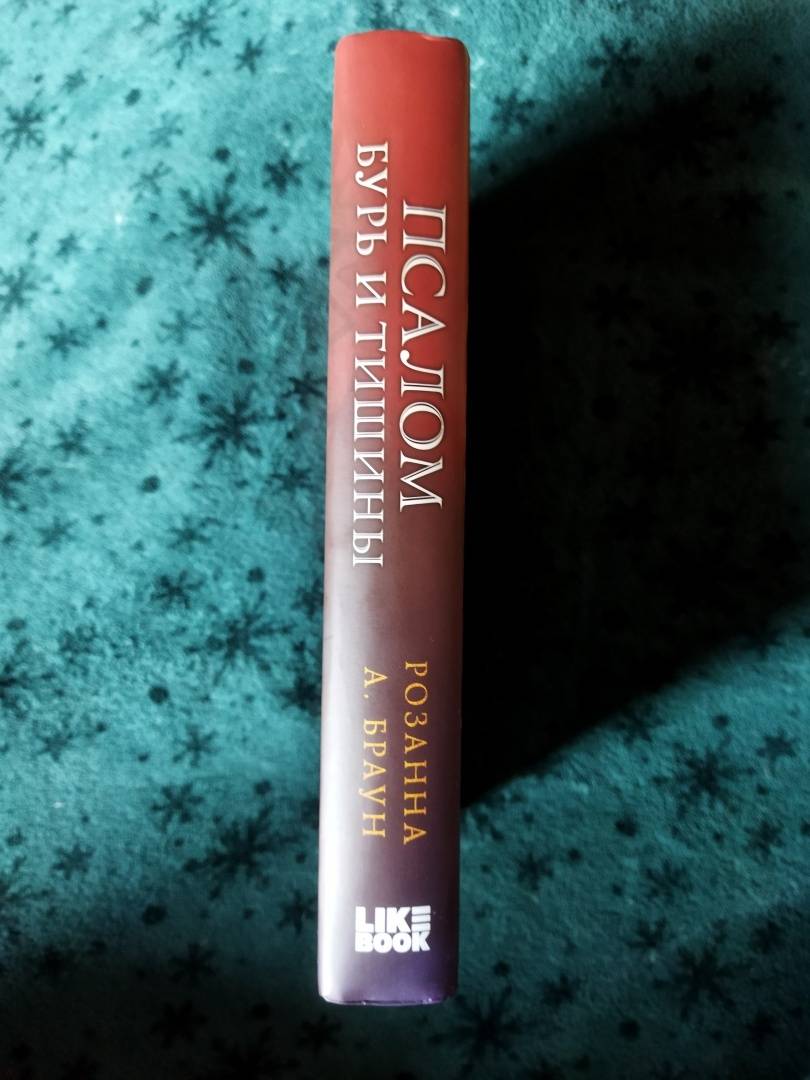 ПСАЛОМ
БУРЬ И ТИШИНЫ
РОЗАННА
А. БРАУН
LIKE
BOOK